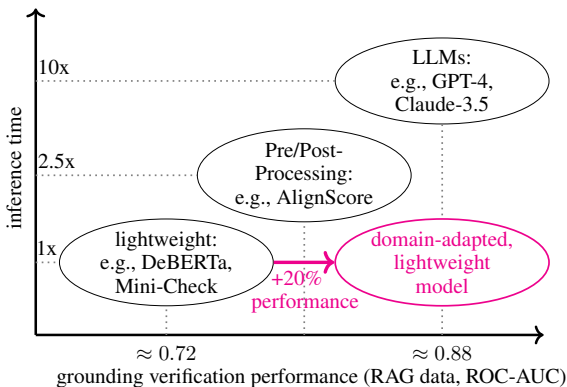 LLMs:
e.g., GPT-4,
Claude-3.5
10x
Pre/Post-
Processing:
e.g., AlignScore
2.5x
lightweight:
e.g., DeBERTa,
Mini-Check
1x
+20%
performance
domain-adapted,
lightweight
model
inference time
≈ 0.72
≈ 0.88
grounding verification performance (RAG data, ROC-AUC)